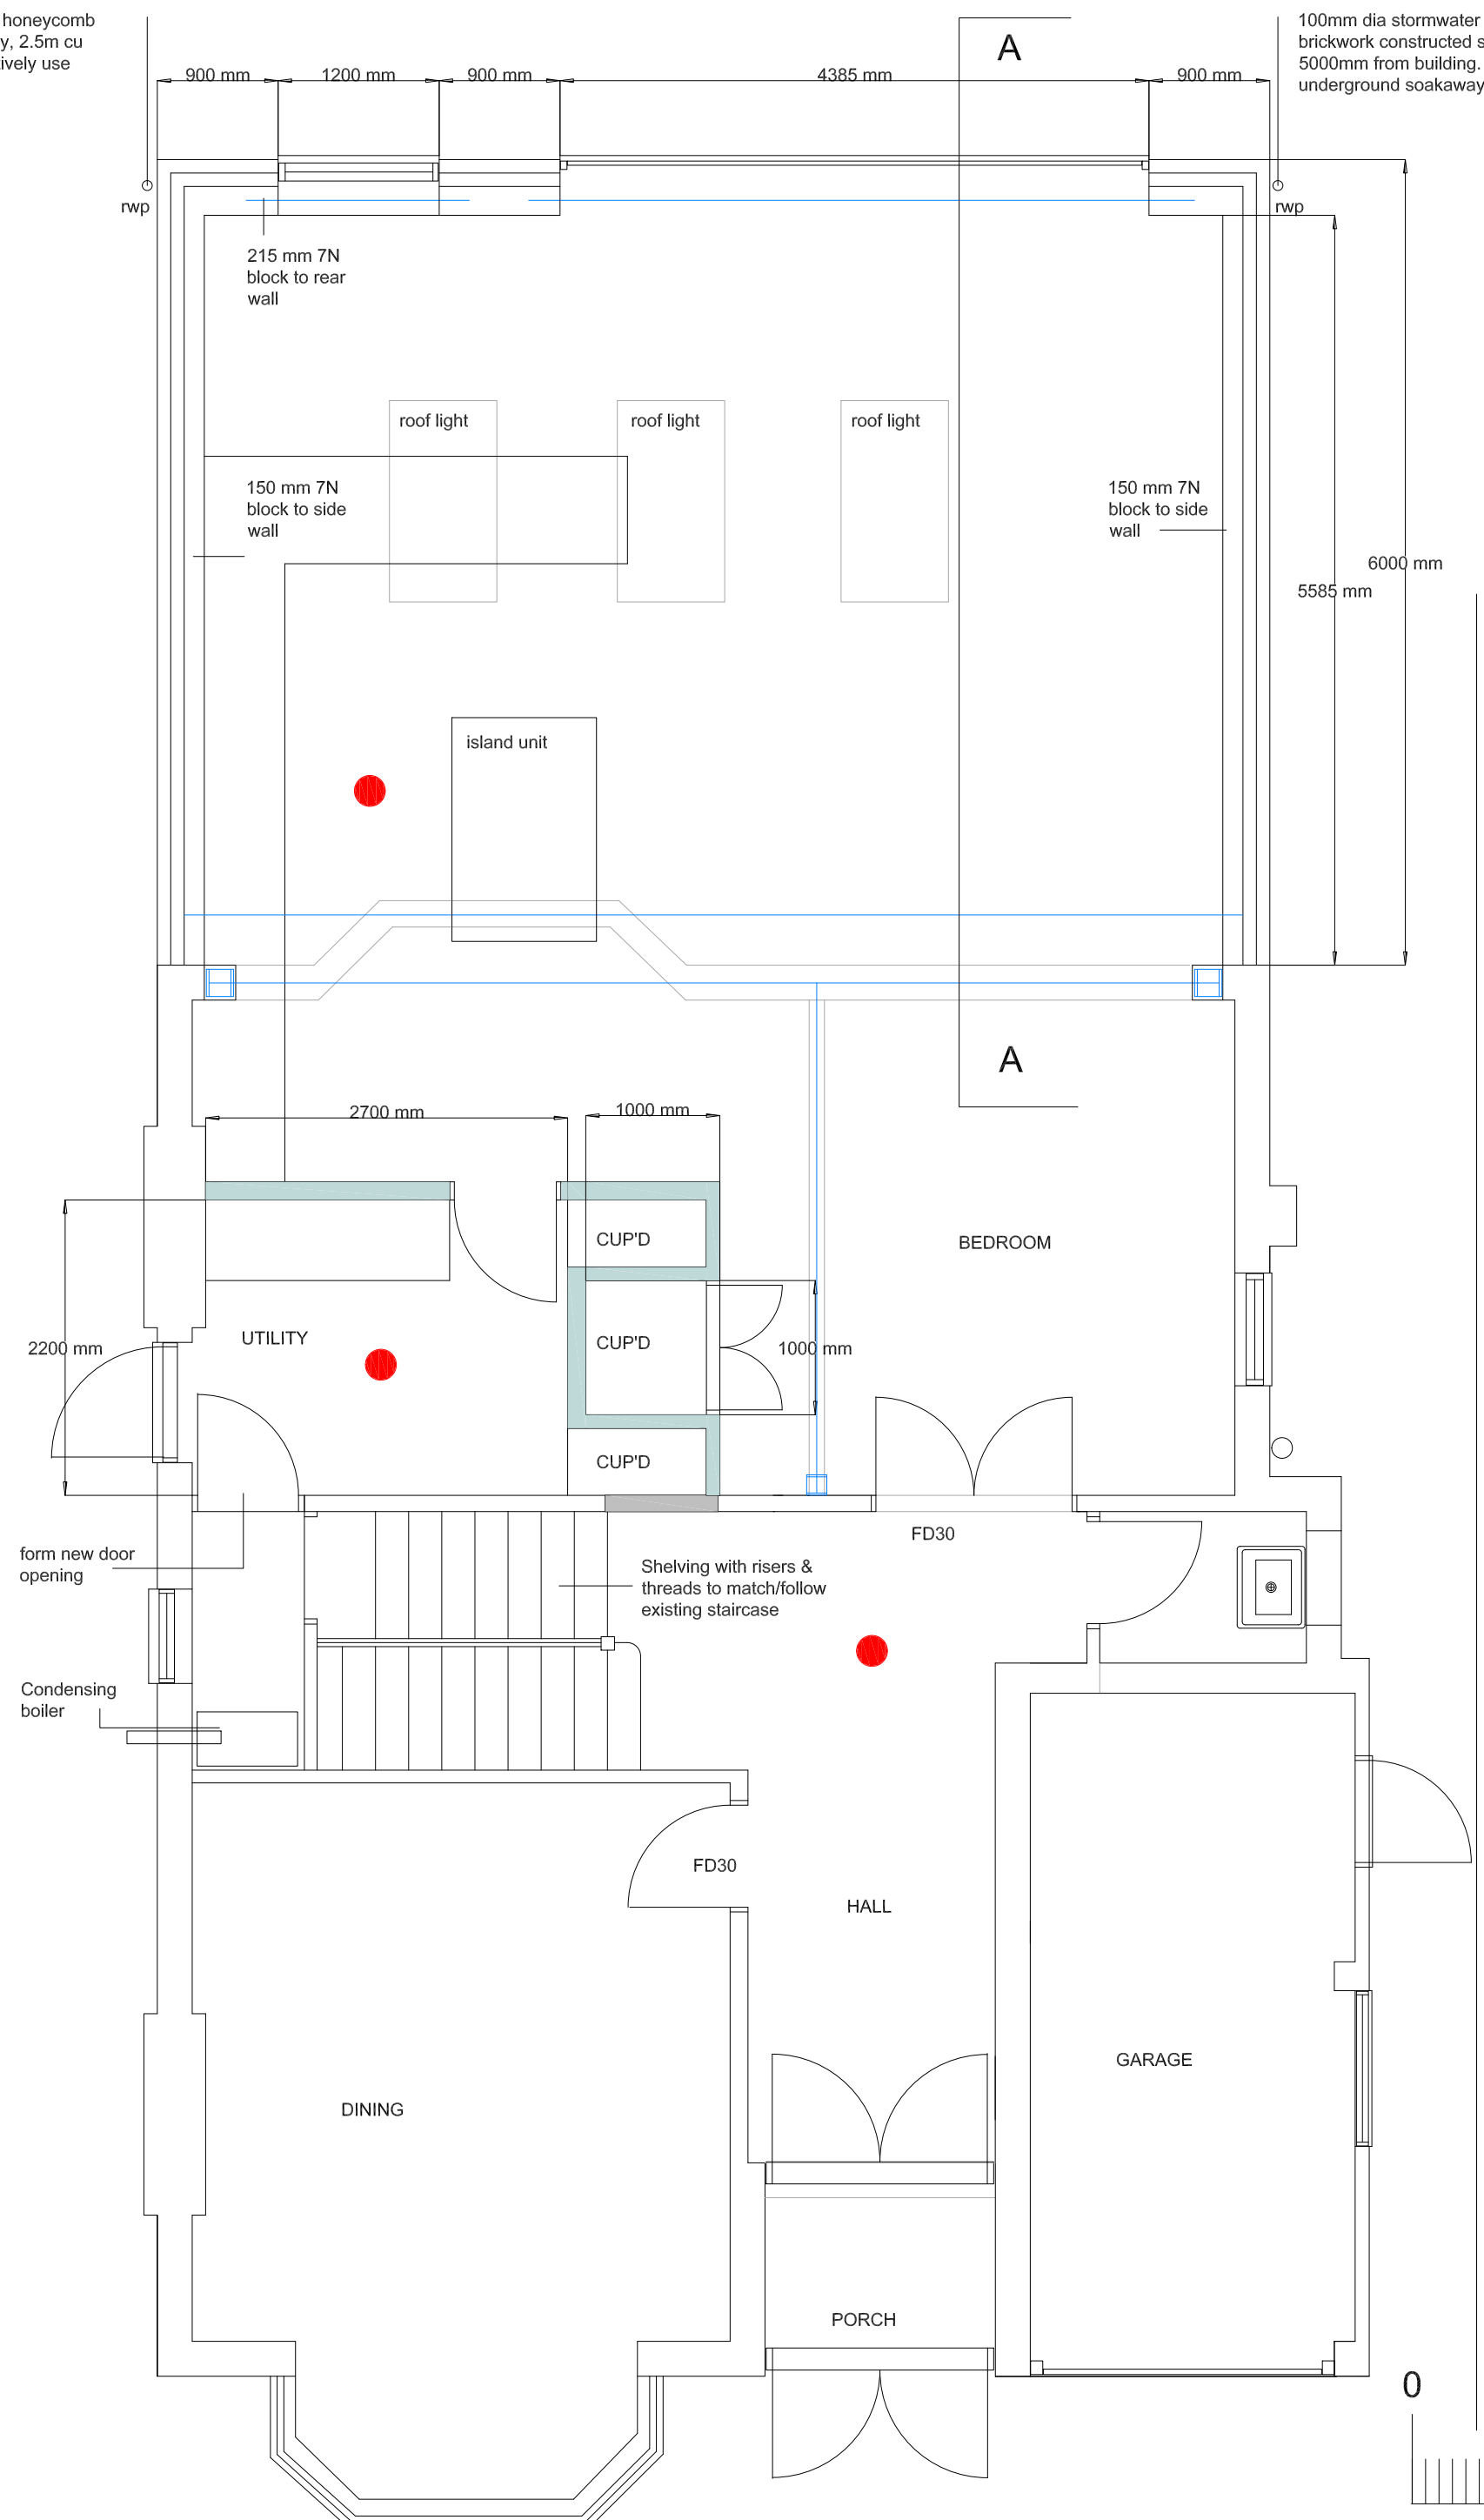 honeycomb
y, 2.5m cu
ively use
A
100mm dia stormwater
brickwork constructed s
5000mm from building.
underground soakaway
900 mm
1200 mm
900 mm
4385 mm
900 mm
rwp
rwp
215 mm 7N
block to rear
wall
roof light
roof light
roof light
150 mm 7N
block to side
wall
150 mm 7N
block to side
wall
6000 mm
5585 mm
island unit
A
2700 mm
1000 mm
CUP'D
BEDROOM
UTILITY
CUP'D
2200 mm
1000 mm
CUP'D
FD30
form new door
opening
Shelving with risers &
threads to match/follow
existing staircase
Condensing
boiler
FD30
HALL
GARAGE
DINING
PORCH
0